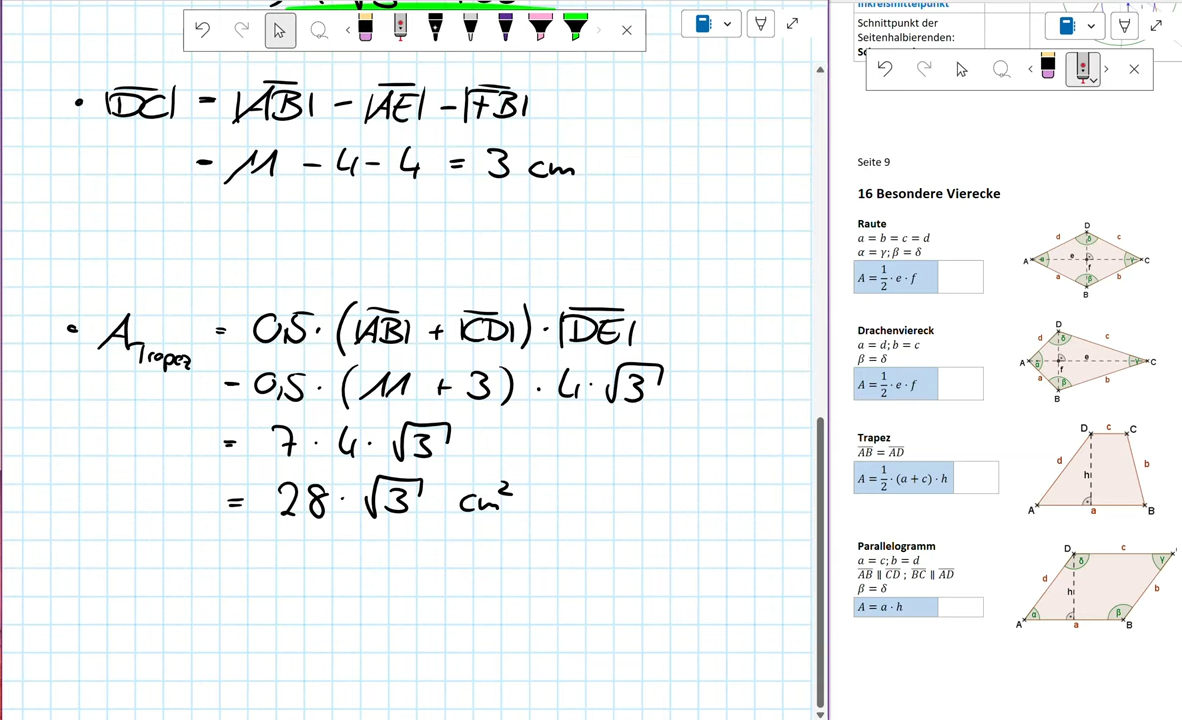 • |DC| = |AB| - |AE| - |FB|
= 11 - 4 - 4 = 3 cm
• A_Trapez = 0,5 · (|AB| + |CD|) · |DE|
= 0,5 · (11 + 3) · 4 · √3
= 7 · 4 · √3
= 28 · √3 cm²
Schnittpunkt der
Seitenhalbierenden:
Seite 9
16 Besondere Vierecke
Raute
a = b = c = d
α = γ; β = δ
A = 1/2 · e · f
D
d c
δ
A α e γ C
f
a β b
B
Drachenviereck
a = d; b = c
β = δ
A = 1/2 · e · f
D
d δ c
A α e γ C
f
a β b
B
Trapez
AB = AD
A = 1/2 · (a + c) · h
D c C
d b
h
A a B
Parallelogramm
a = c; b = d
AB ∥ CD ; BC ∥ AD
β = δ
A = a · h
D c
δ γ
d b
h
α β
A a B